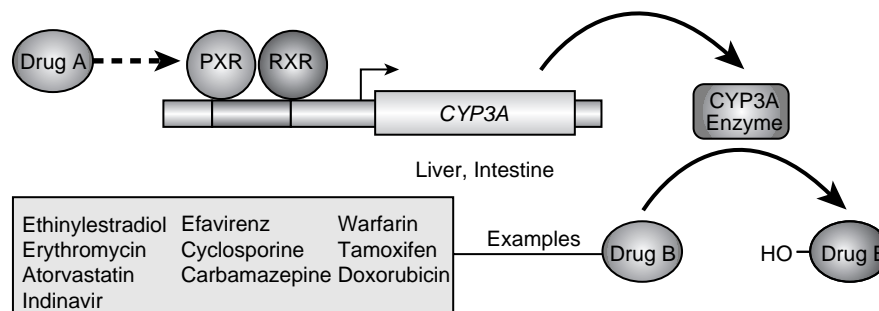 Drug A
PXR
RXR
CYP3A
CYP3A
Enzyme
Liver, Intestine
Ethinylestradiol Efavirenz Warfarin
Erythromycin Cyclosporine Tamoxifen
Atorvastatin Carbamazepine Doxorubicin
Indinavir
Examples
Drug B
HO
Drug B